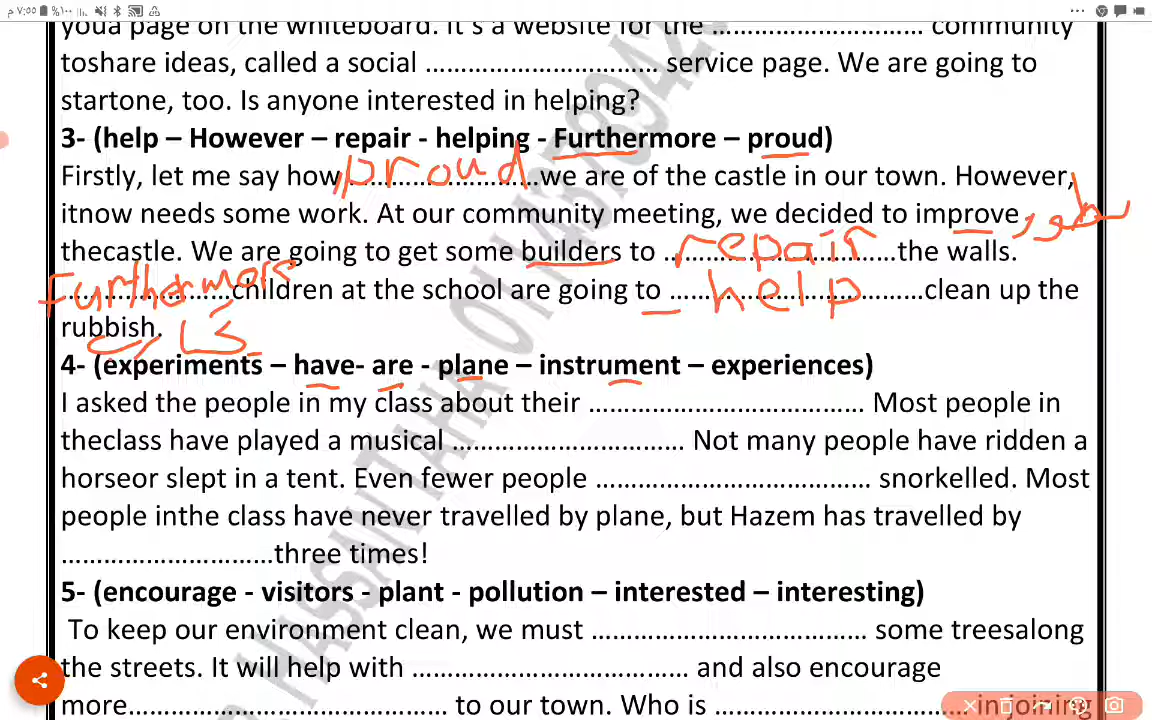 م ٧:٥٥ ١٠٠٪
youa page on the whiteboard. It's a website for the ........................... community
toshare ideas, called a social ................................ service page. We are going to
startone, too. Is anyone interested in helping?
3- (help – However – repair - helping - Furthermore – proud)
Firstly, let me say how proud we are of the castle in our town. However,
itnow needs some work. At our community meeting, we decided to improve
thecastle. We are going to get some builders to repair the walls.
Furthermore children at the school are going to help clean up the
rubbish.
4- (experiments – have- are - plane – instrument – experiences)
I asked the people in my class about their ...................................... Most people in
theclass have played a musical ................................ Not many people have ridden a
horseor slept in a tent. Even fewer people ...................................... snorkelled. Most
people inthe class have never travelled by plane, but Hazem has travelled by
.............................three times!
5- (encourage - visitors - plant - pollution – interested – interesting)
To keep our environment clean, we must ...................................... some treesalong
the streets. It will help with ...................................... and also encourage
more............................................ to our town. Who is ................................... injoining